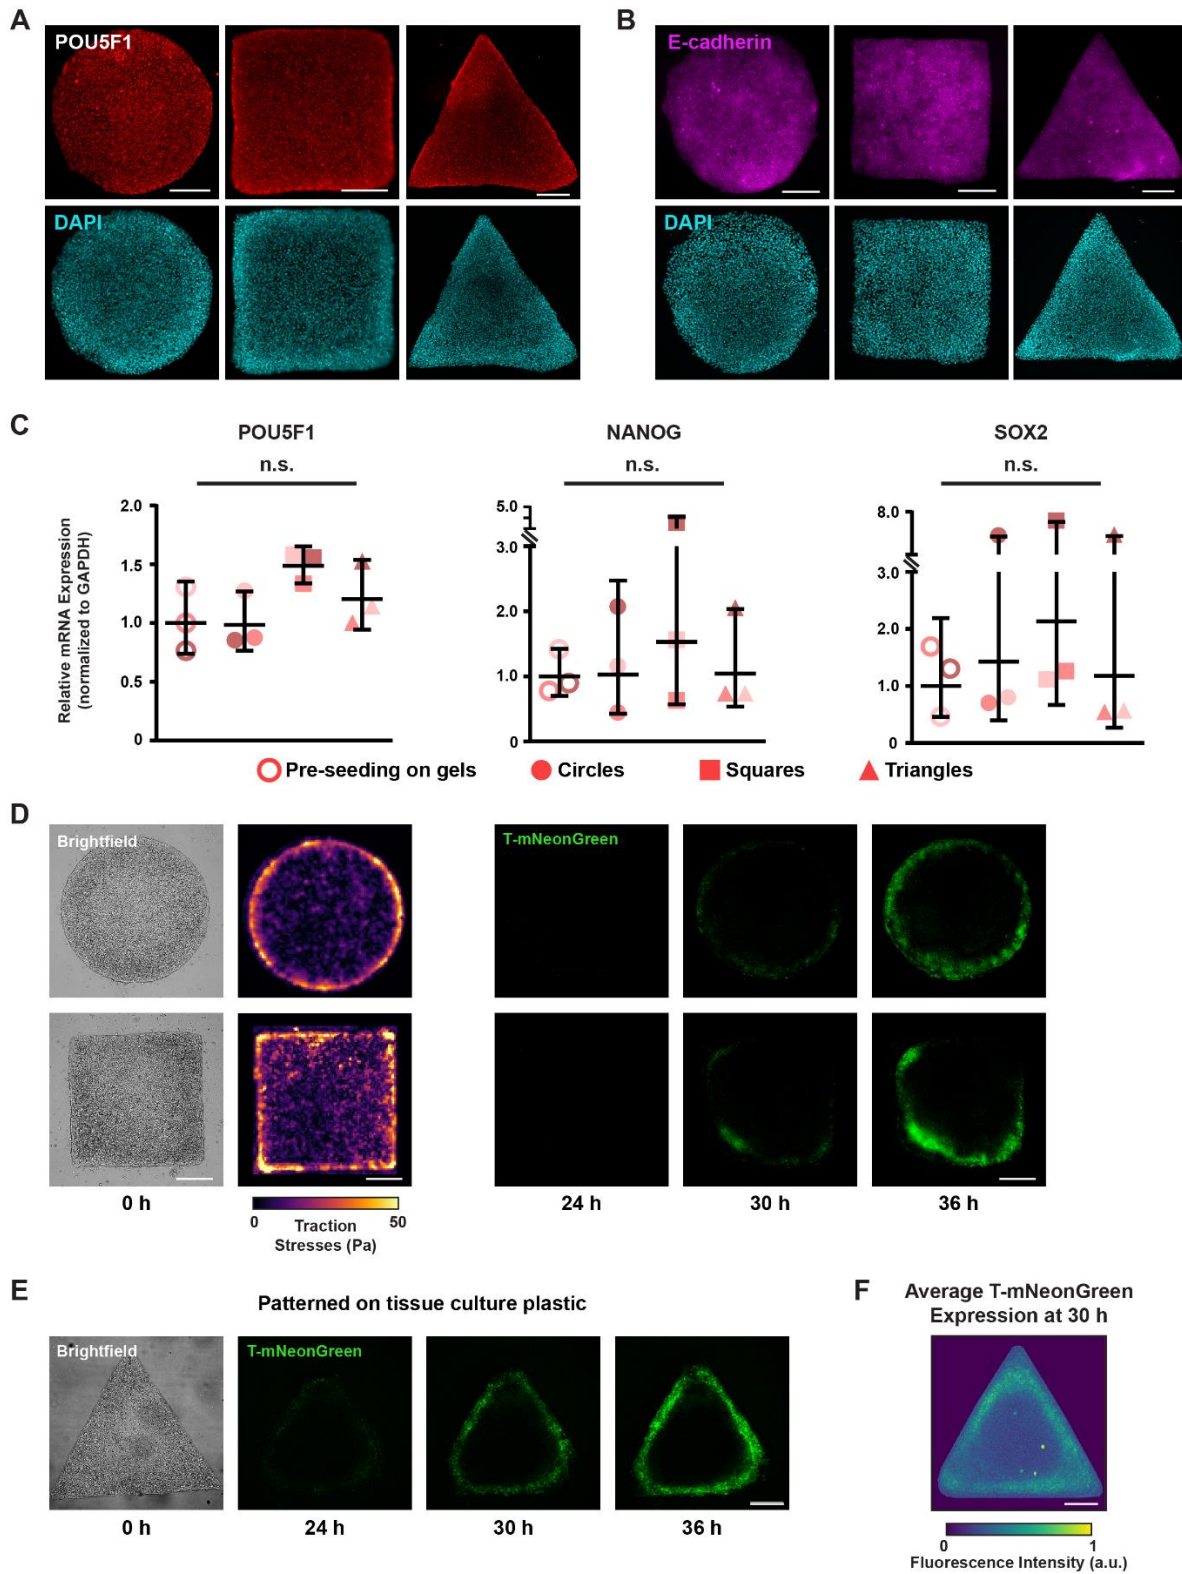 A
POU5F1
DAPI
B
E-cadherin
DAPI
C
POU5F1
n.s.
Relative mRNA Expression
(normalized to GAPDH)
2.0
1.5
1.0
0.5
0
NANOG
n.s.
5.0
3.0
2.0
1.0
0
SOX2
n.s.
8.0
3.0
2.0
1.0
0
Pre-seeding on gels
Circles
Squares
Triangles
D
Brightfield
T-mNeonGreen
0 h
0
50
Traction
Stresses (Pa)
24 h
30 h
36 h
E
Patterned on tissue culture plastic
Brightfield
T-mNeonGreen
0 h
24 h
30 h
36 h
F
Average T-mNeonGreen
Expression at 30 h
0
1
Fluorescence Intensity (a.u.)